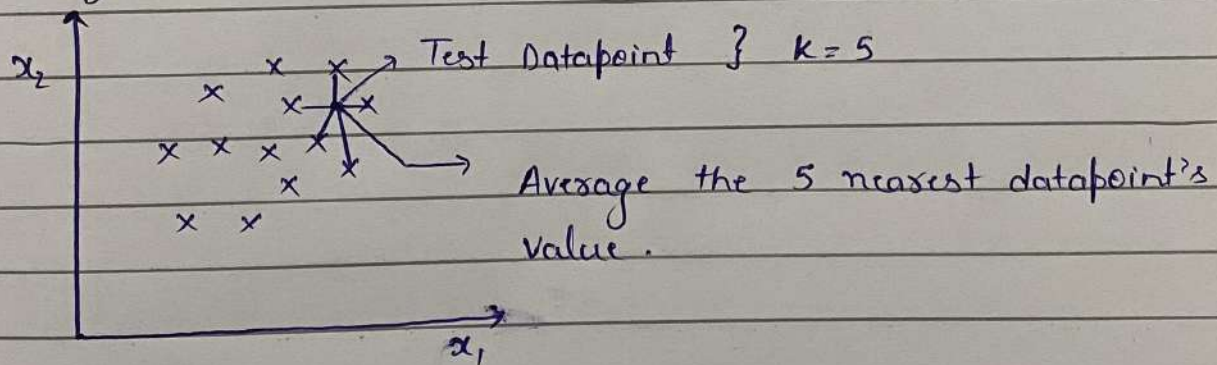 x₂
Test Datapoint } K = 5
Average the 5 nearest datapoint's
value.
x₁